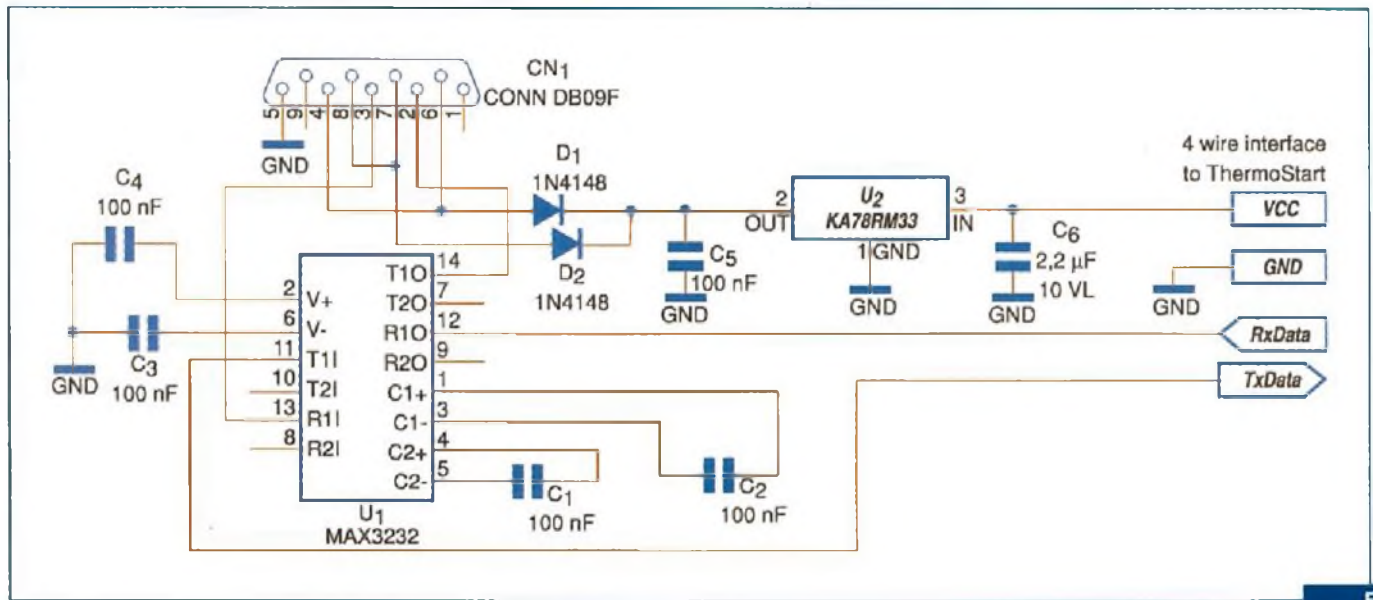 CN1
CONN DB09F
5 9 4 8 3 7 2 6 1
GND
C4
100 nF
D1
1N4148
D2
1N4148
C5
100 nF
GND
2
OUT
U2
KA78RM33
3
IN
1 GND
GND
C6
2,2 µF
10 VL
GND
4 wire interface
to ThermoStart
VCC
GND
GND
RxData
TxData
GND
C3
100 nF
2 V+
6 V-
11 T1I
10 T2I
13 R1I
8 R2I
T1O 14
T2O 7
R1O 12
R2O 9
C1+ 1
C1- 3
C2+ 4
C2- 5
U1
MAX3232
C1
100 nF
C2
100 nF